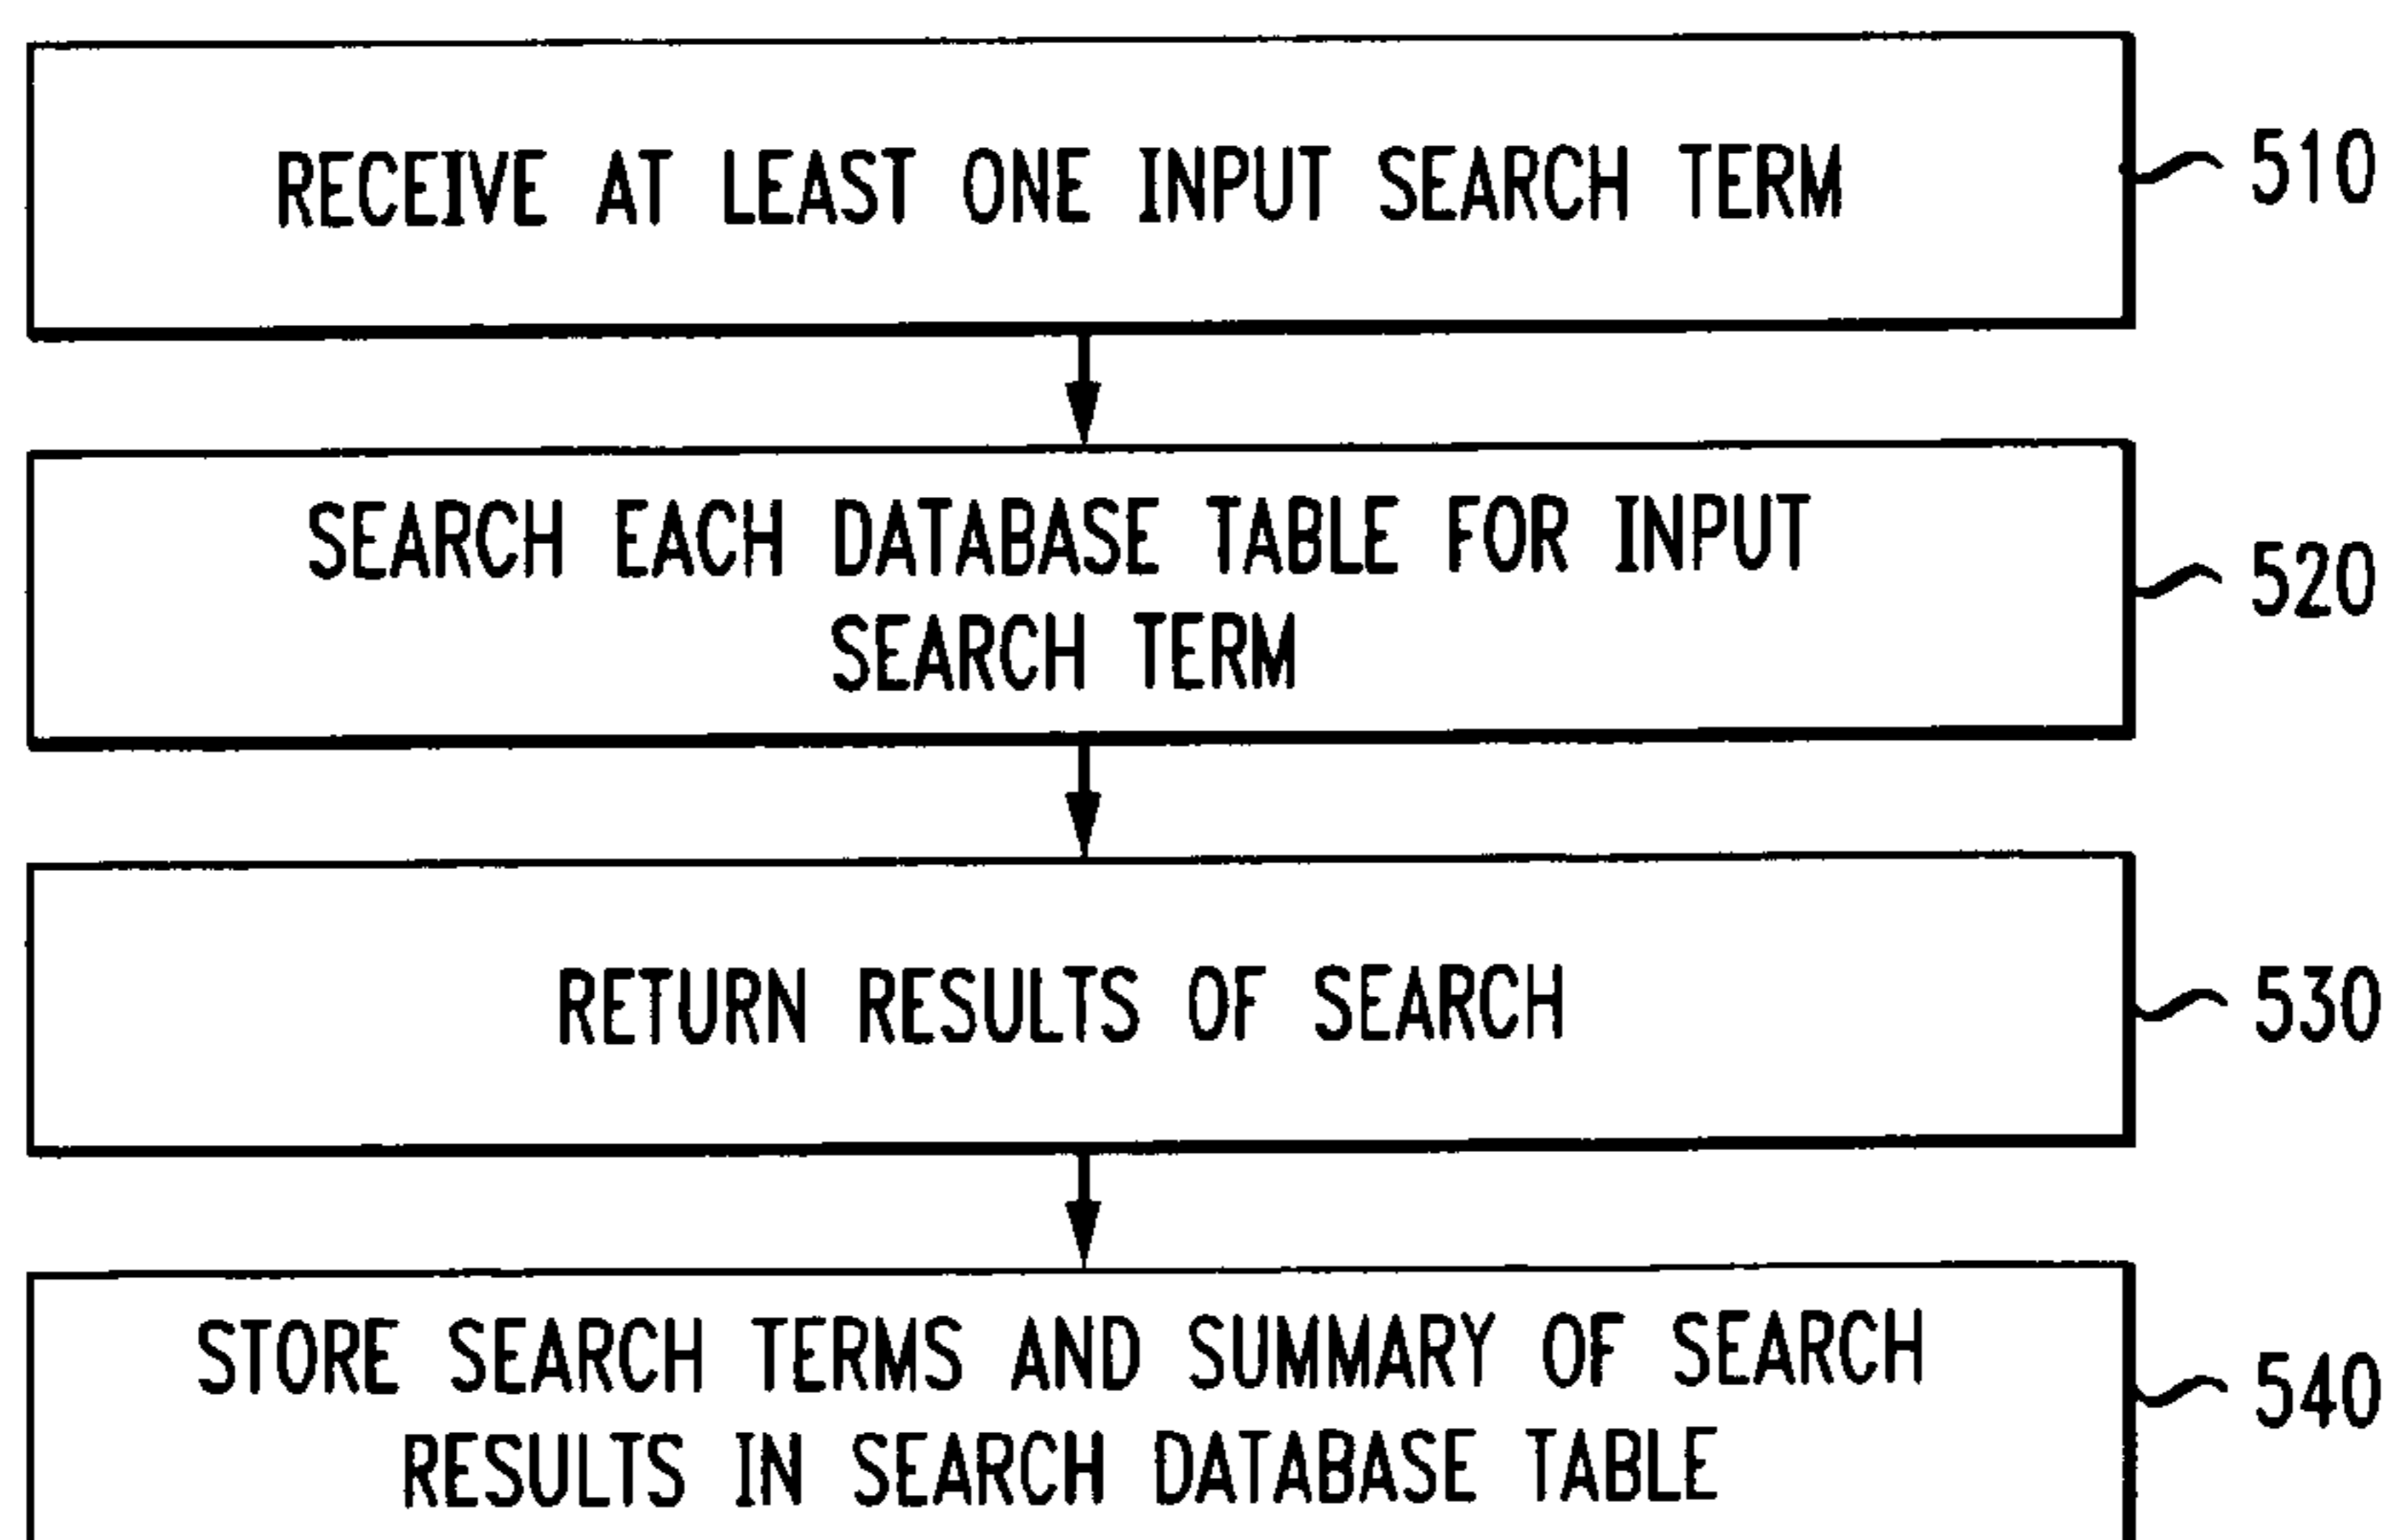 RECEIVE AT LEAST ONE INPUT SEARCH TERM
510
SEARCH EACH DATABASE TABLE FOR INPUT
SEARCH TERM
520
RETURN RESULTS OF SEARCH
530
STORE SEARCH TERMS AND SUMMARY OF SEARCH
RESULTS IN SEARCH DATABASE TABLE
540